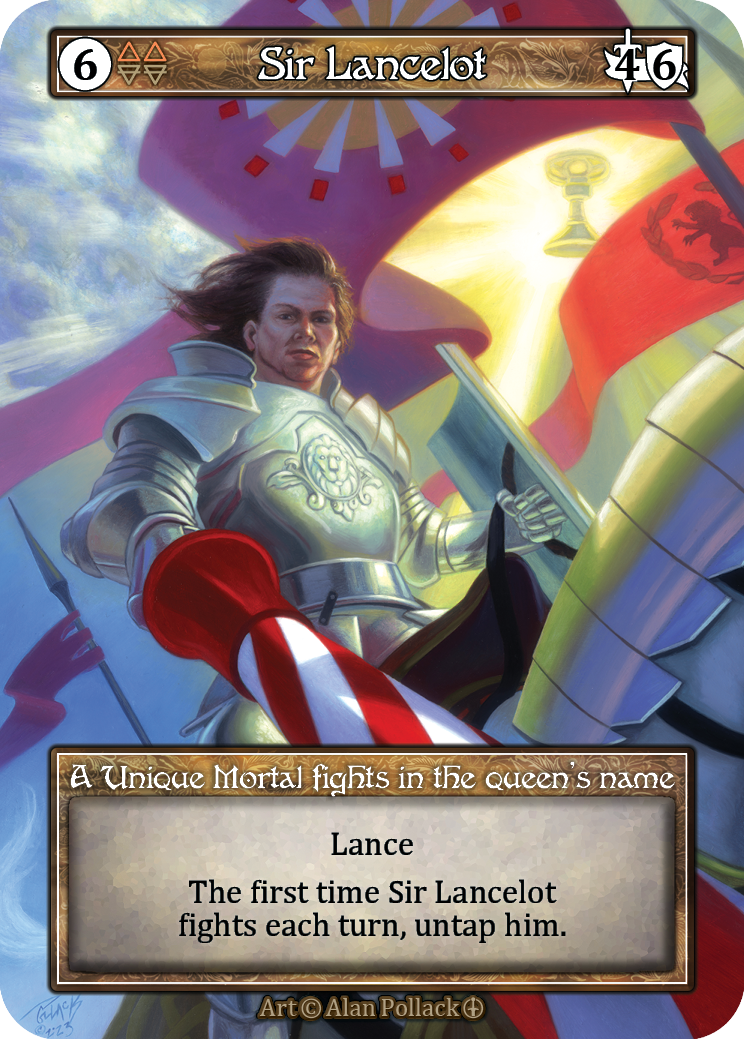 6 Sir Lancelot 4 6
A Unique Mortal fights in the queen's name
Lance
The first time Sir Lancelot
fights each turn, untap him.
Art © Alan Pollack